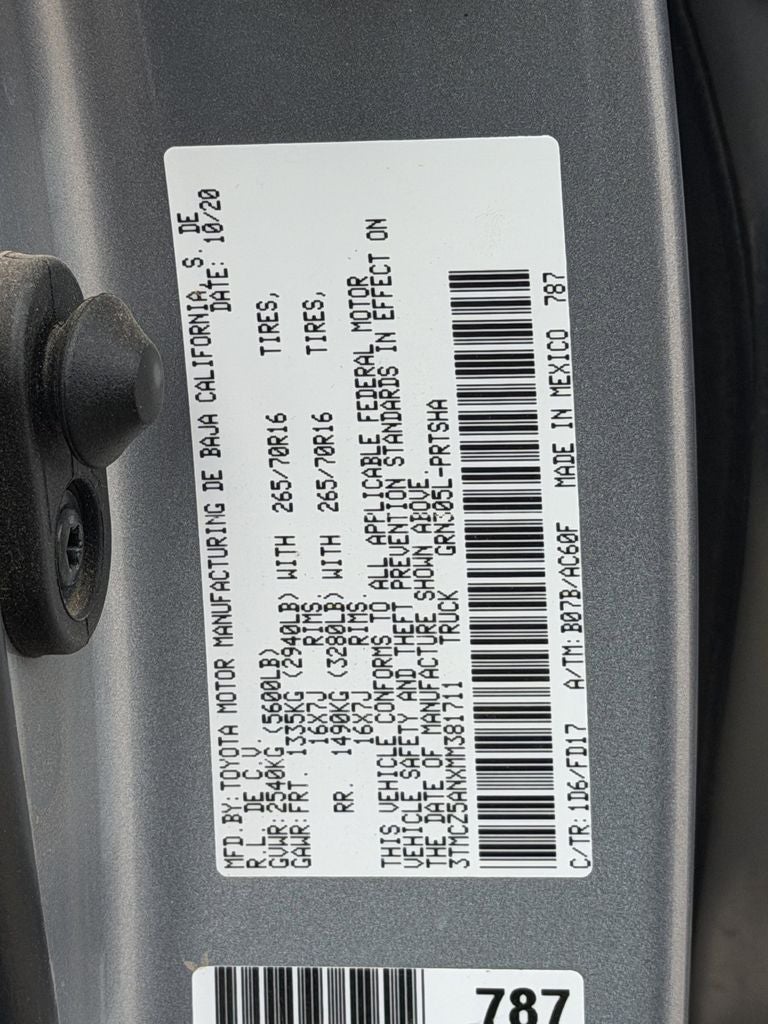 MFD.BY:TOYOTA MOTOR MANUFACTURING DE BAJA CALIFORNIA, S. DE
R.L. DE C.V. DATE: 10/20
GVWR:2540KG (5600LB)
GAWR:FRT. 1335KG (2940LB) WITH 265/70R16 TIRES,
16X7J RIMS.
RR. 1490KG (3280LB) WITH 265/70R16 TIRES,
16X7J RIMS.
THIS VEHICLE CONFORMS TO ALL APPLICABLE FEDERAL MOTOR
VEHICLE SAFETY AND THEFT PREVENTION STANDARDS IN EFFECT ON
THE DATE OF MANUFACTURE SHOWN ABOVE.
3TMCZ5ANXMM381711 TRUCK GRN305L-PRTSHA
C/TR:1D6/FD17 A/TM:B07B/AC60F MADE IN MEXICO 787
787